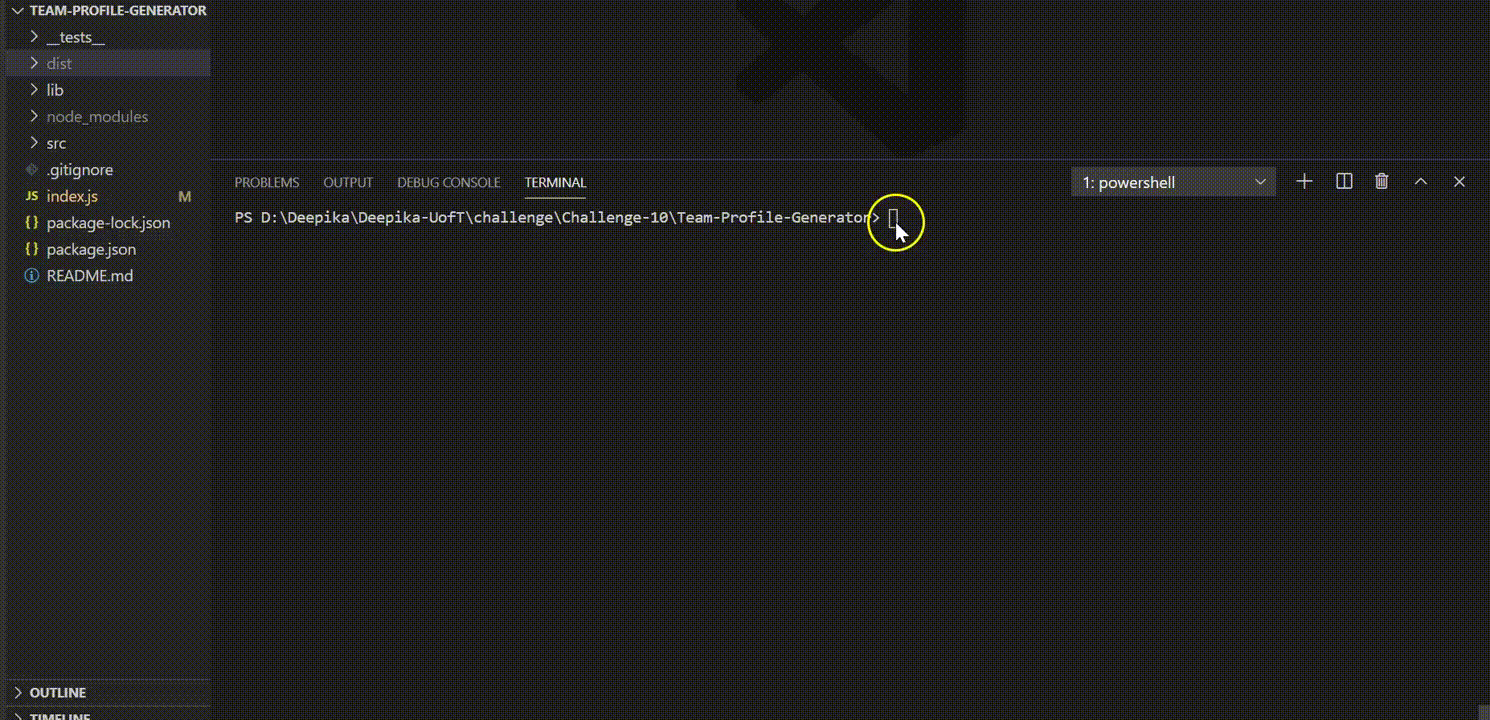 TEAM-PROFILE-GENERATOR
__tests__
dist
lib
node_modules
src
.gitignore
JS index.js M
{} package-lock.json
{} package.json
README.md
PROBLEMS OUTPUT DEBUG CONSOLE TERMINAL 1: powershell
PS D:\Deepika\Deepika-UofT\challenge\Challenge-10\Team-Profile-Generator>
OUTLINE
TIMELINE